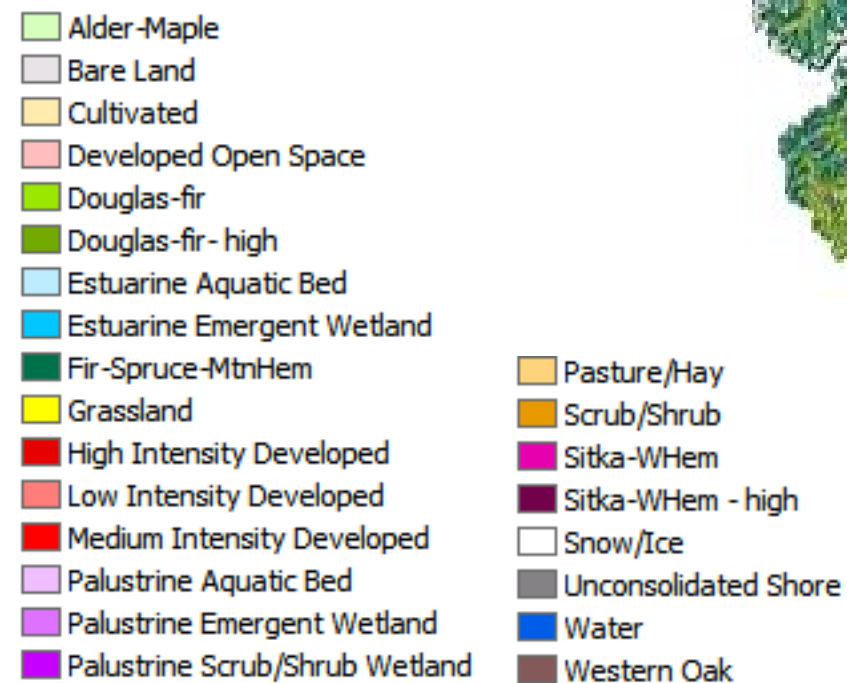 Alder-Maple
Bare Land
Cultivated
Developed Open Space
Douglas-fir
Douglas-fir- high
Estuarine Aquatic Bed
Estuarine Emergent Wetland
Fir-Spruce-MtnHem
Grassland
High Intensity Developed
Low Intensity Developed
Medium Intensity Developed
Palustrine Aquatic Bed
Palustrine Emergent Wetland
Palustrine Scrub/Shrub Wetland
Pasture/Hay
Scrub/Shrub
Sitka-WHem
Sitka-WHem - high
Snow/Ice
Unconsolidated Shore
Water
Western Oak